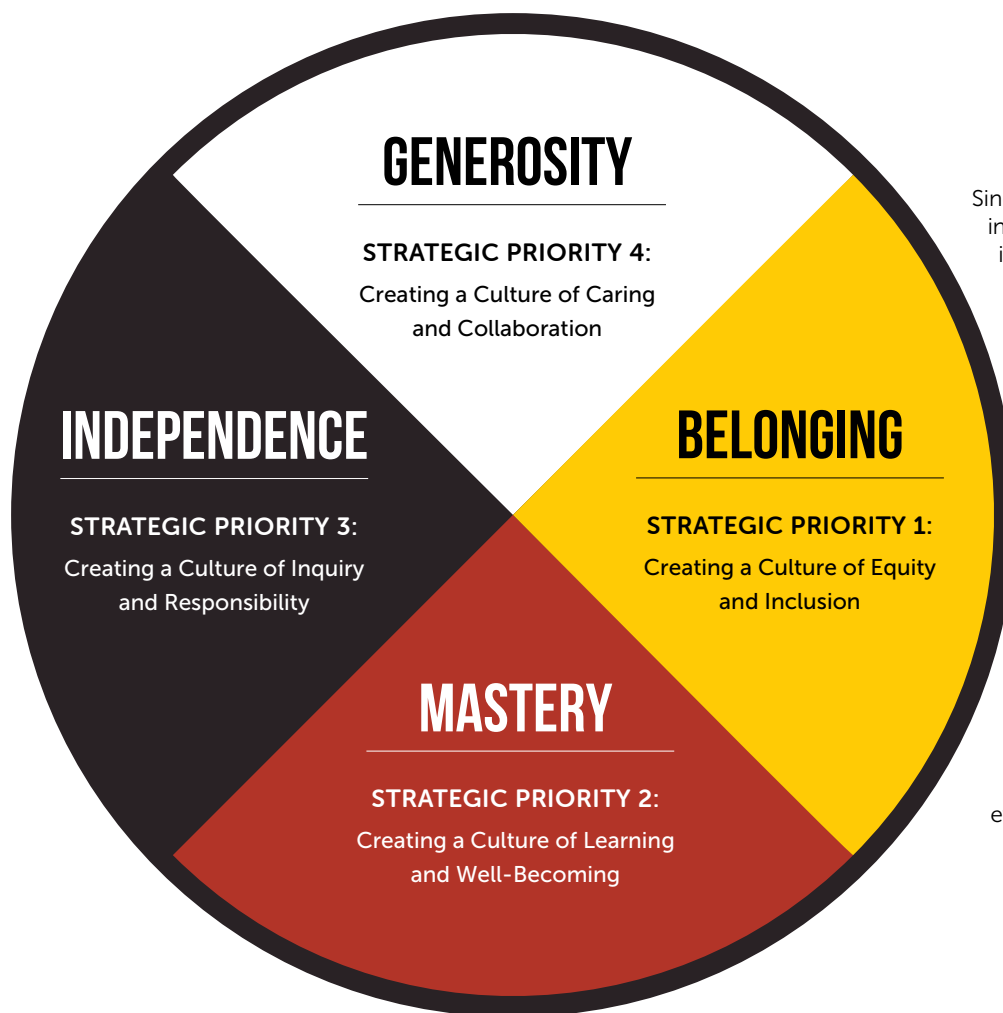 GENEROSITY
STRATEGIC PRIORITY 4:
Creating a Culture of Caring
and Collaboration
INDEPENDENCE
STRATEGIC PRIORITY 3:
Creating a Culture of Inquiry
and Responsibility
BELONGING
STRATEGIC PRIORITY 1:
Creating a Culture of Equity
and Inclusion
MASTERY
STRATEGIC PRIORITY 2:
Creating a Culture of Learning
and Well-Becoming